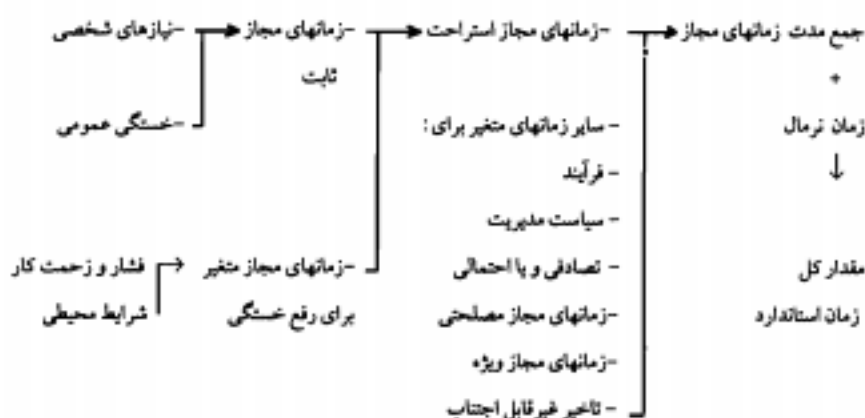 جمع مدت زمانهای مجاز
-زمانهای مجاز استراحت
-زمانهای مجاز
-نیازهای شخصی
+
ثابت
زمان نرمال
- سایر زمانهای متغیر برای :
-خستگی عمومی
↓
- فرآیند
- سیاست مدیریت
مقدار کل
- تصادفی و یا احتمالی
-زمانهای مجاز متغیر
فشار و زحمت کار
زمان استاندارد
-زمانهای مجاز مصلحتی
برای رفع خستگی
شرایط محیطی
-زمانهای مجاز ویژه
- تاخیر غیرقابل اجتناب